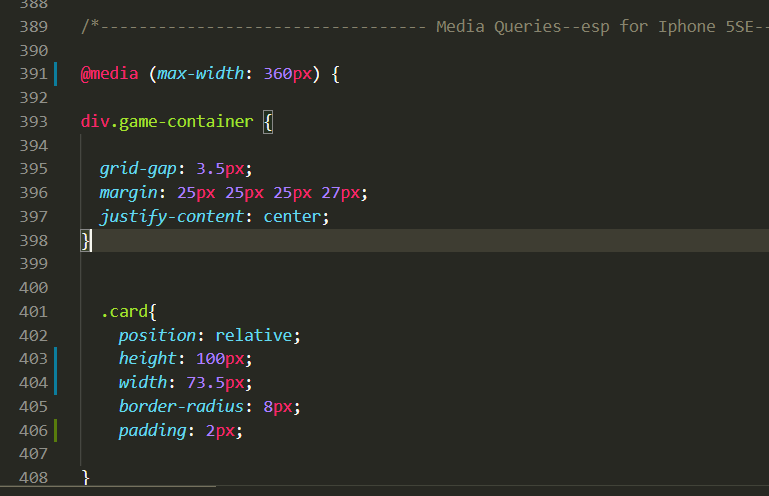 388
389 /*---------------------------------- Media Queries--esp for Iphone 5SE--
390
391 @media (max-width: 360px) {
392
393 div.game-container {
394
395 grid-gap: 3.5px;
396 margin: 25px 25px 25px 27px;
397 justify-content: center;
398 }
399
400
401 .card{
402 position: relative;
403 height: 100px;
404 width: 73.5px;
405 border-radius: 8px;
406 padding: 2px;
407
408 }